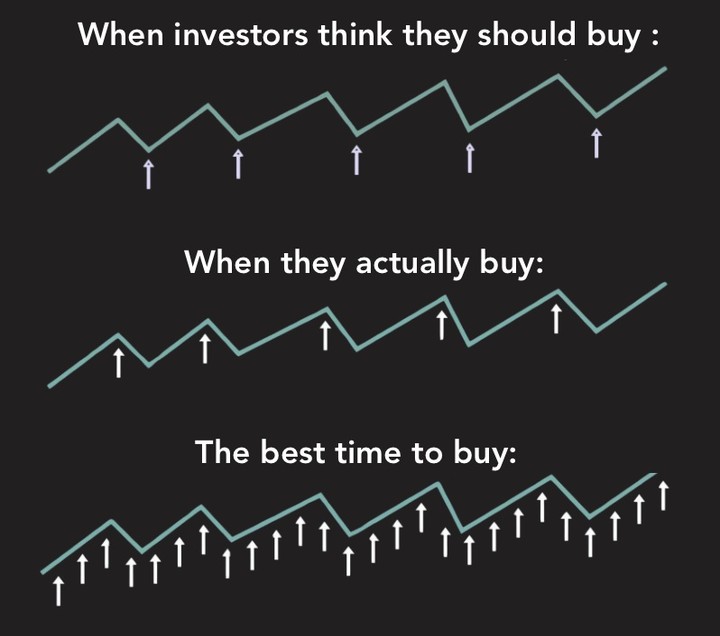 When investors think they should buy :
When they actually buy:
The best time to buy: